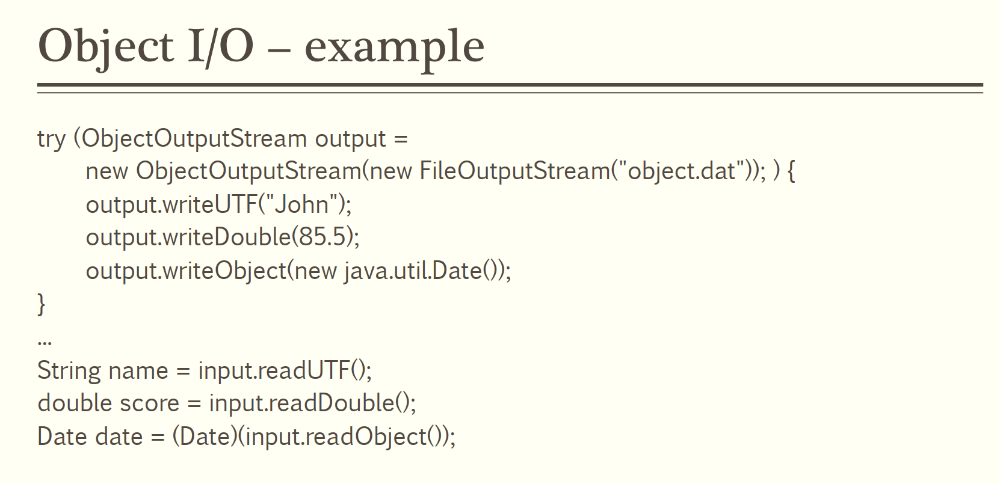 Object I/O – example
try (ObjectOutputStream output =
new ObjectOutputStream(new FileOutputStream("object.dat")); ) {
output.writeUTF("John");
output.writeDouble(85.5);
output.writeObject(new java.util.Date());
}
...
String name = input.readUTF();
double score = input.readDouble();
Date date = (Date)(input.readObject());